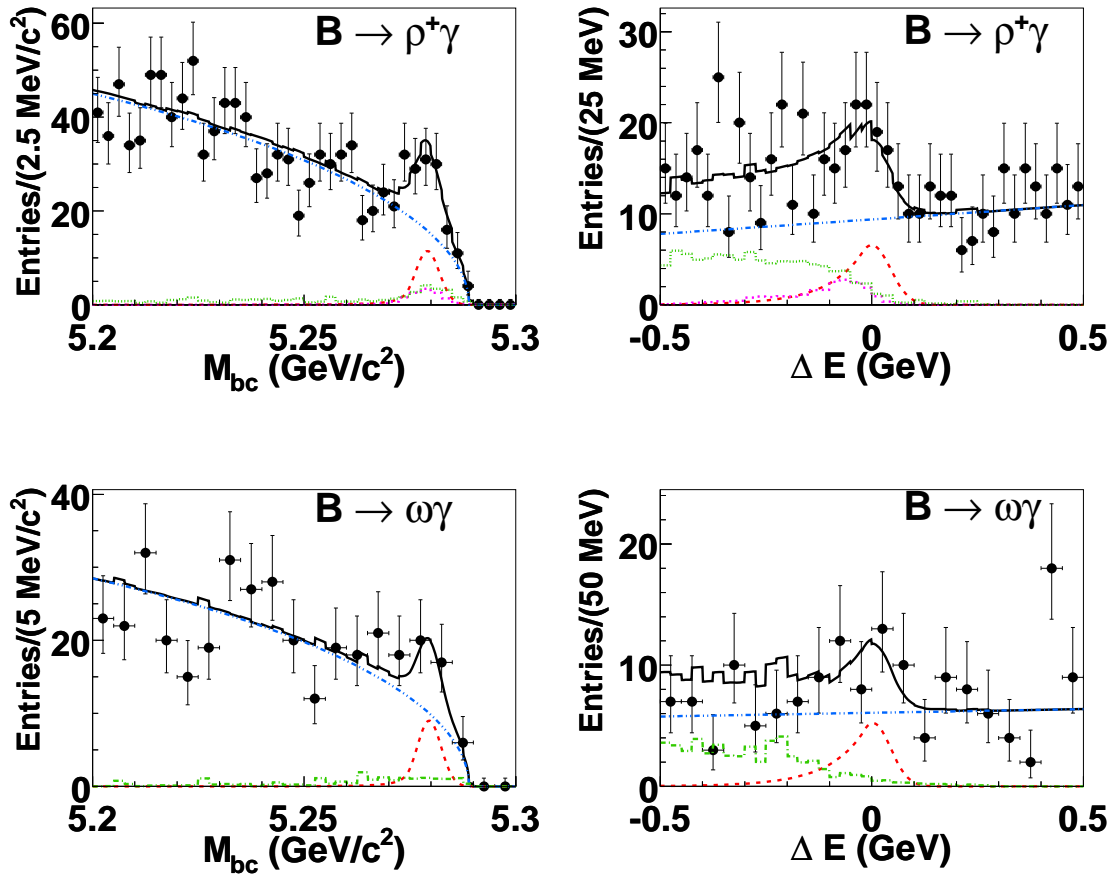 B → ρ⁺γ
Entries/(2.5 MeV/c²)
60
40
20
0
5.2 5.25 5.3
M_bc (GeV/c²)
B → ρ⁺γ
Entries/(25 MeV)
30
20
10
0
-0.5 0 0.5
Δ E (GeV)
B → ωγ
Entries/(5 MeV/c²)
40
20
0
5.2 5.25 5.3
M_bc (GeV/c²)
B → ωγ
Entries/(50 MeV)
20
10
0
-0.5 0 0.5
Δ E (GeV)